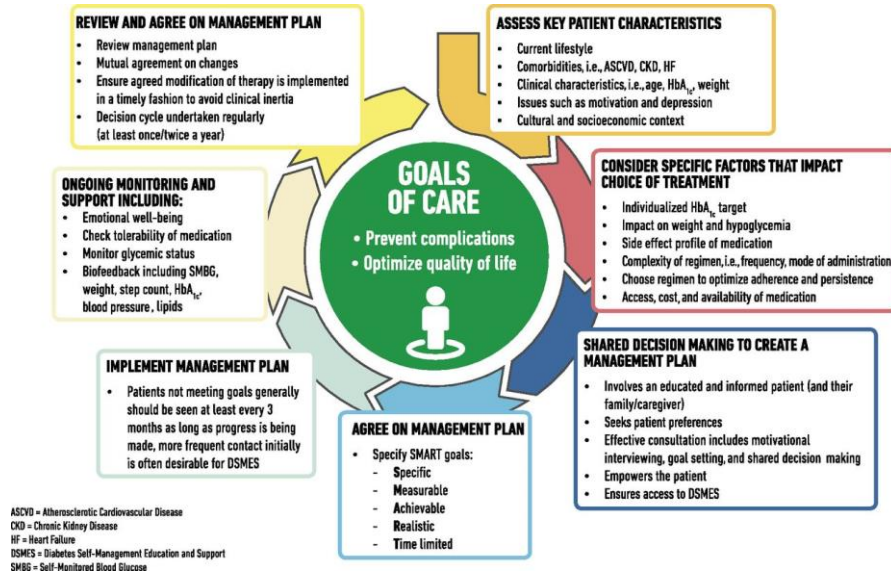 REVIEW AND AGREE ON MANAGEMENT PLAN
• Review management plan
• Mutual agreement on changes
• Ensure agreed modification of therapy is implemented
in a timely fashion to avoid clinical inertia
• Decision cycle undertaken regularly
(at least once/twice a year)
ASSESS KEY PATIENT CHARACTERISTICS
• Current lifestyle
• Comorbidities, i.e., ASCVD, CKD, HF
• Clinical characteristics, i.e., age, HbA1c, weight
• Issues such as motivation and depression
• Cultural and socioeconomic context
GOALS
OF CARE
• Prevent complications
• Optimize quality of life
CONSIDER SPECIFIC FACTORS THAT IMPACT
CHOICE OF TREATMENT
• Individualized HbA1c target
• Impact on weight and hypoglycemia
• Side effect profile of medication
• Complexity of regimen, i.e., frequency, mode of administration
• Choose regimen to optimize adherence and persistence
• Access, cost, and availability of medication
ONGOING MONITORING AND
SUPPORT INCLUDING:
• Emotional well-being
• Check tolerability of medication
• Monitor glycemic status
• Biofeedback including SMBG,
weight, step count, HbA1c,
blood pressure, lipids
SHARED DECISION MAKING TO CREATE A
MANAGEMENT PLAN
• Involves an educated and informed patient (and their
family/caregiver)
• Seeks patient preferences
• Effective consultation includes motivational
interviewing, goal setting, and shared decision making
• Empowers the patient
• Ensures access to DSMES
IMPLEMENT MANAGEMENT PLAN
• Patients not meeting goals generally
should be seen at least every 3
months as long as progress is being
made, more frequent contact initially
is often desirable for DSMES
AGREE ON MANAGEMENT PLAN
• Specify SMART goals:
- Specific
- Measurable
- Achievable
- Realistic
- Time limited
ASCVD = Atherosclerotic Cardiovascular Disease
CKD = Chronic Kidney Disease
HF = Heart Failure
DSMES = Diabetes Self-Management Education and Support
SMBG = Self-Monitored Blood Glucose